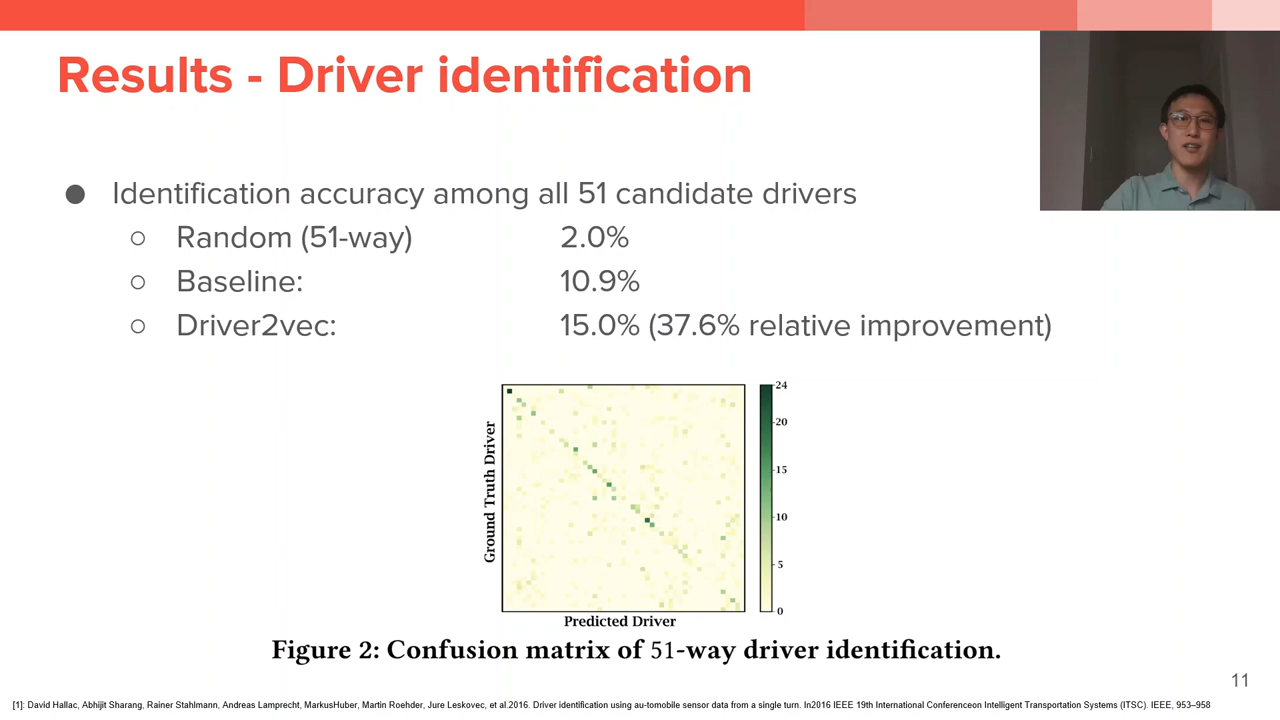 Results - Driver identification
● Identification accuracy among all 51 candidate drivers
○ Random (51-way) 2.0%
○ Baseline: 10.9%
○ Driver2vec: 15.0% (37.6% relative improvement)
Ground Truth Driver
24
20
15
10
5
0
Predicted Driver
Figure 2: Confusion matrix of 51-way driver identification.
11
[1]: David Hallac, Abhijit Sharang, Rainer Stahlmann, Andreas Lamprecht, MarkusHuber, Martin Roehder, Jure Leskovec, et al.2016. Driver identification using au-tomobile sensor data from a single turn. In2016 IEEE 19th International Conferenceon Intelligent Transportation Systems (ITSC). IEEE, 953–958